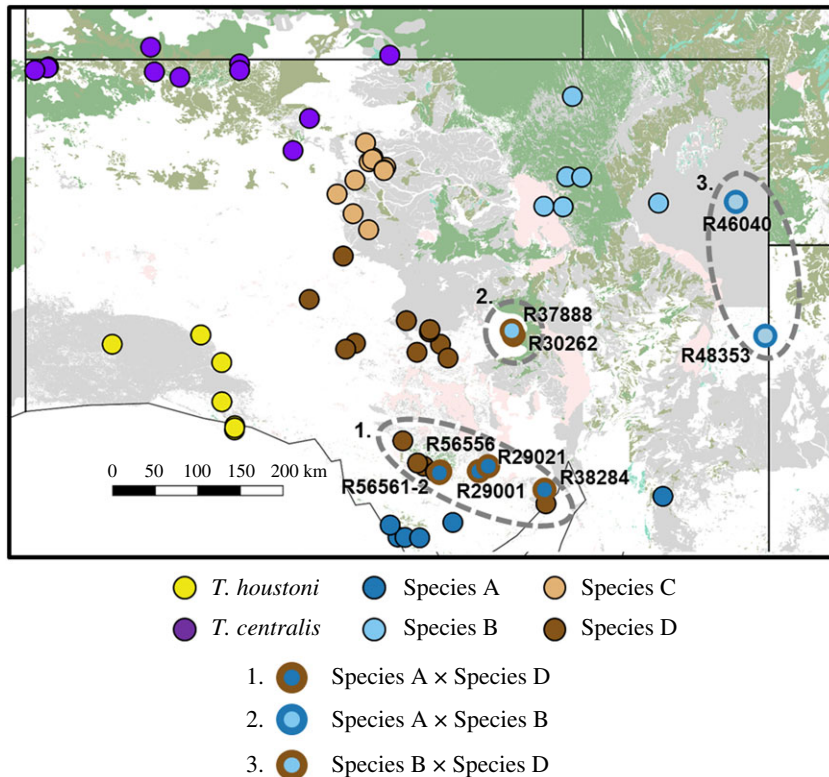 3.
R46040
2.
R37888
R30262
R48353
1.
R56556
R29021
R38284
R56561-2
R29001
0 50 100 150 200 km
T. houstoni Species A Species C
T. centralis Species B Species D
1. Species A × Species D
2. Species A × Species B
3. Species B × Species D